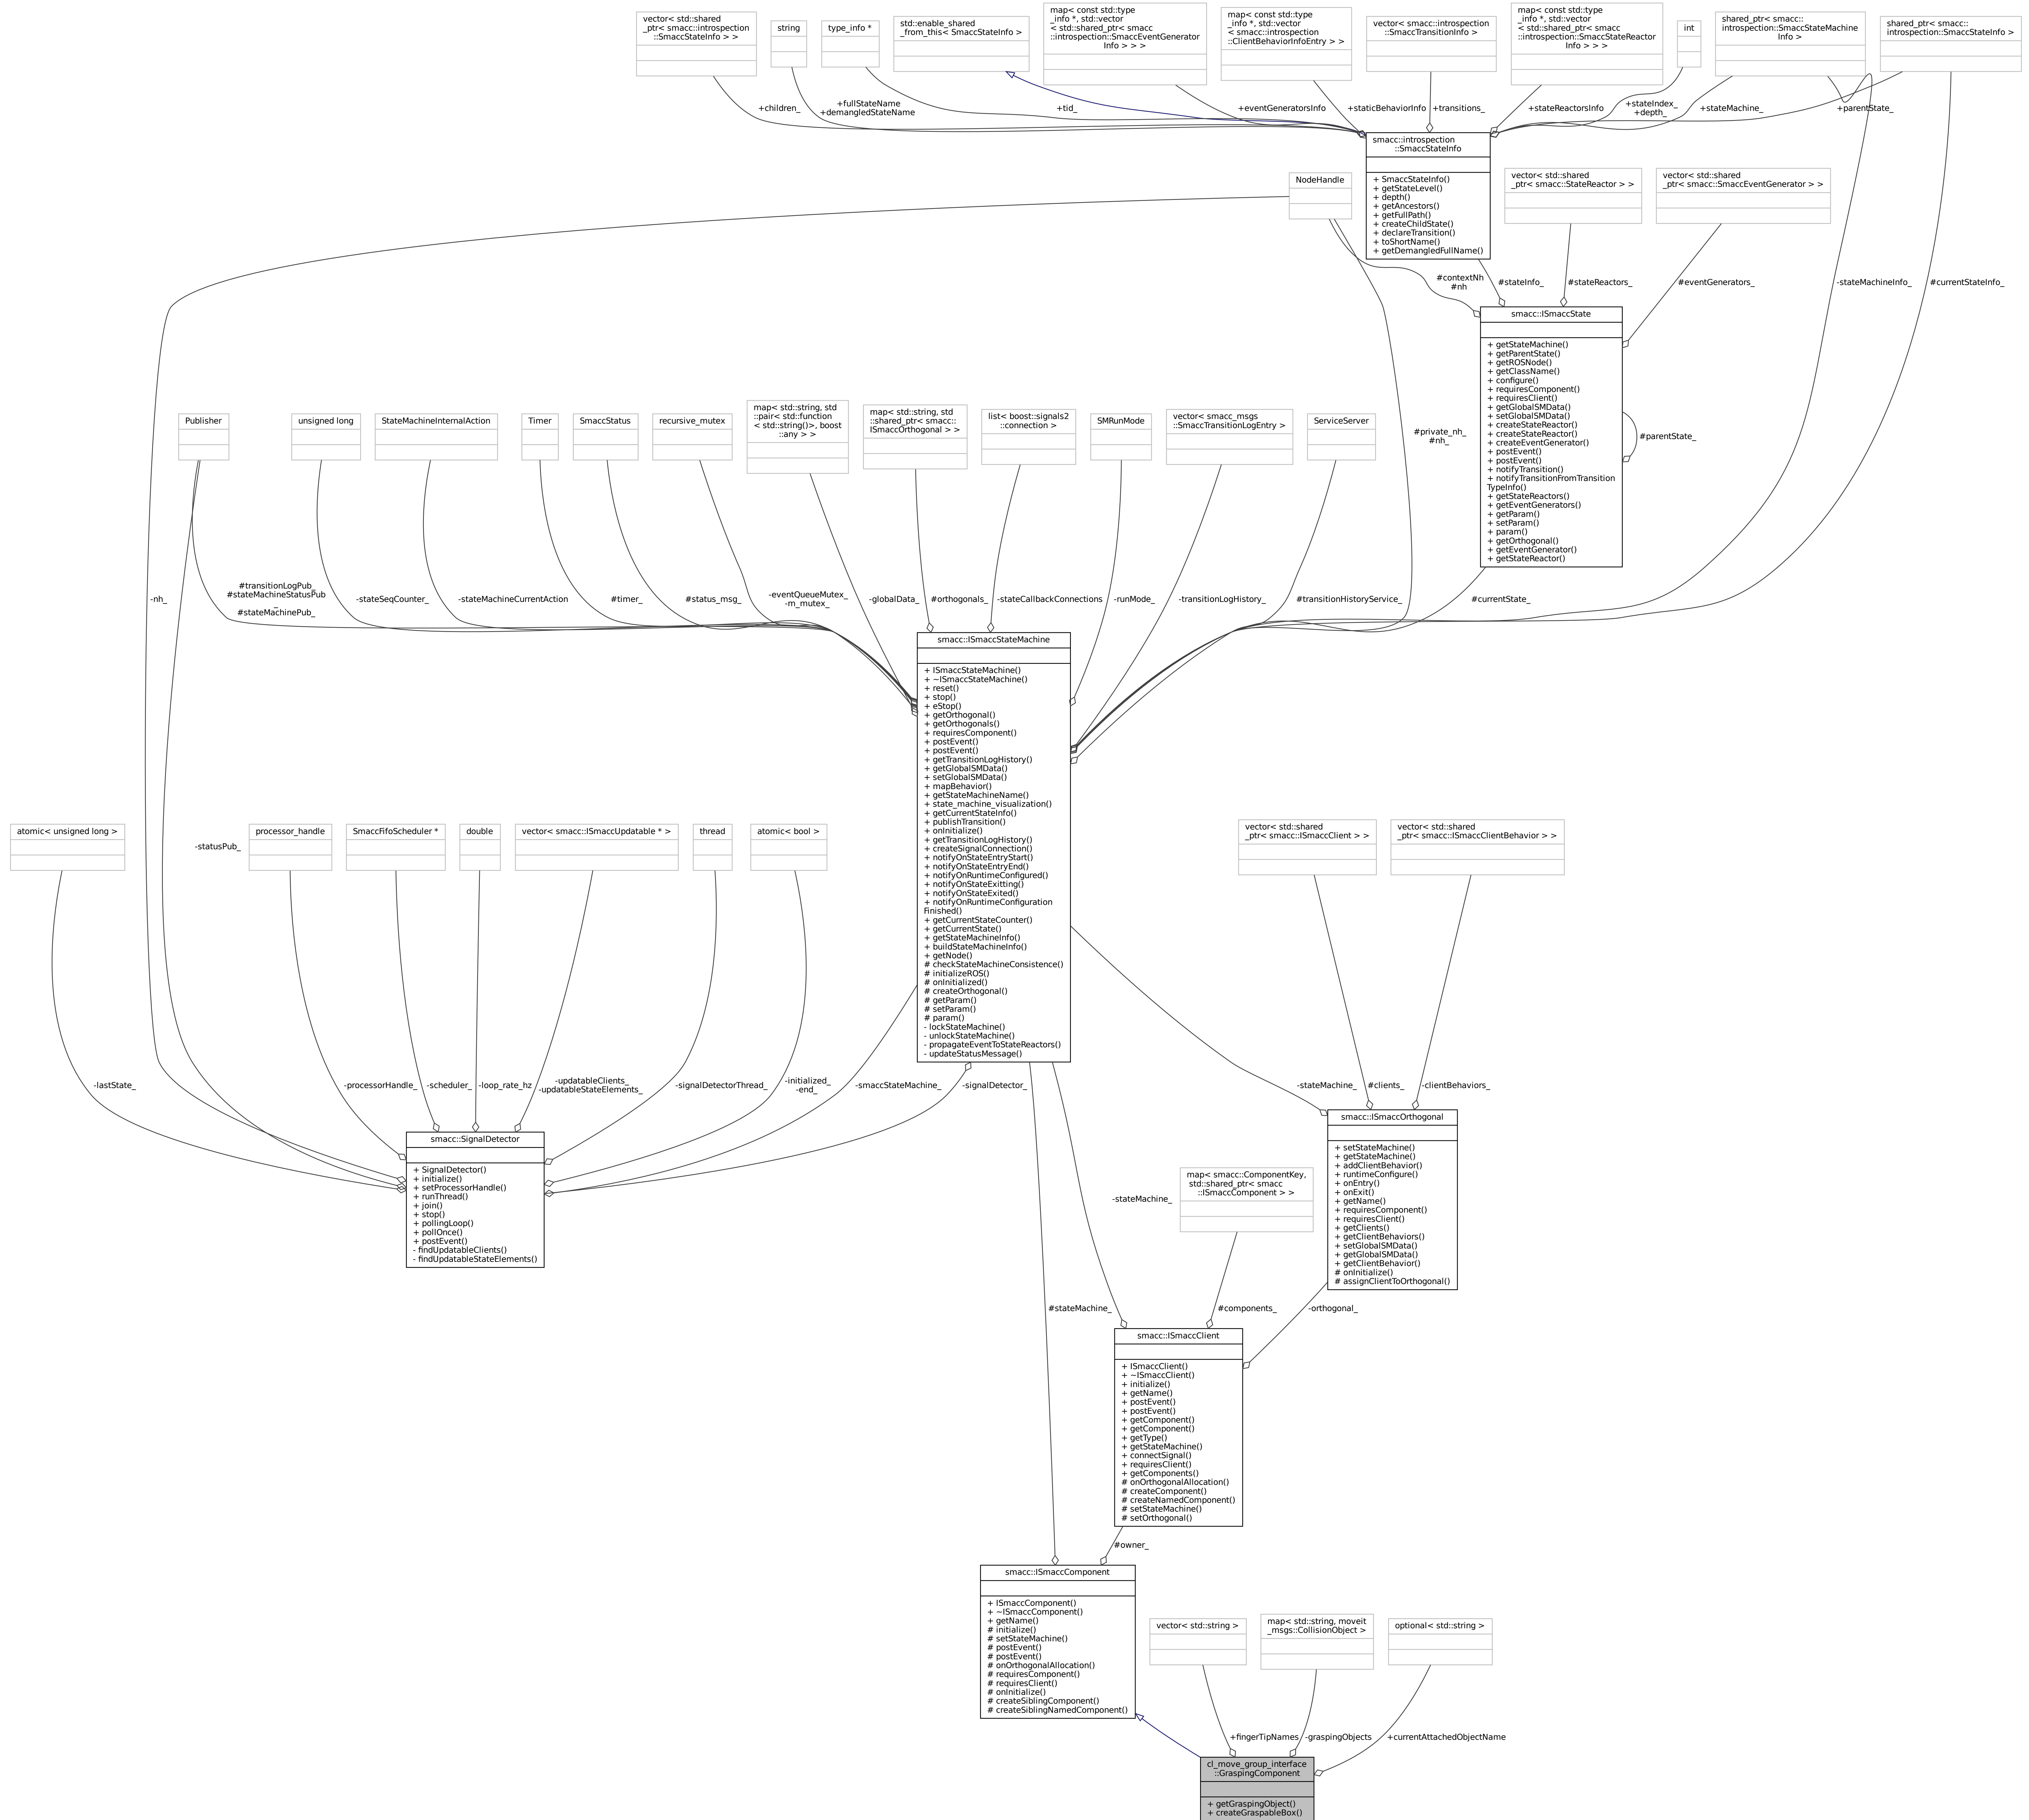 vector< std::shared
_ptr< smacc::introspection
::SmaccStateInfo > >
string
type_info *
std::enable_shared
_from_this< SmaccStateInfo >
map< const std::type
_info *, std::vector
< std::shared_ptr< smacc
::introspection::SmaccEventGenerator
Info > > >
map< const std::type
_info *, std::vector
< smacc::introspection
::ClientBehaviorInfoEntry > >
vector< smacc::introspection
::SmaccTransitionInfo >
map< const std::type
_info *, std::vector
< std::shared_ptr< smacc
::introspection::SmaccStateReactor
Info > > >
int
shared_ptr< smacc::
introspection::SmaccStateMachine
Info >
shared_ptr< smacc::
introspection::SmaccStateInfo >
+children_
+fullStateName
+demangledStateName
+tid_
+eventGeneratorsInfo
+staticBehaviorInfo
+transitions_
+stateReactorsInfo
+stateIndex_
+depth_
+stateMachine_
+parentState_
smacc::introspection
::SmaccStateInfo
+ SmaccStateInfo()
+ getStateLevel()
+ depth()
+ getAncestors()
+ getFullPath()
+ createChildState()
+ declareTransition()
+ toShortName()
+ getDemangledFullName()
NodeHandle
vector< std::shared
_ptr< smacc::StateReactor > >
vector< std::shared
_ptr< smacc::SmaccEventGenerator > >
#contextNh
#nh
#stateInfo_
#stateReactors_
#eventGenerators_
-stateMachineInfo_
#currentStateInfo_
smacc::ISmaccState
+ getStateMachine()
+ getParentState()
+ getROSNode()
+ getClassName()
+ configure()
+ requiresComponent()
+ requiresClient()
+ getGlobalSMData()
+ setGlobalSMData()
+ createStateReactor()
+ createStateReactor()
+ createEventGenerator()
+ postEvent()
+ postEvent()
+ notifyTransition()
+ notifyTransitionFromTransition
TypeInfo()
+ getStateReactors()
+ getEventGenerators()
+ getParam()
+ setParam()
+ param()
+ getOrthogonal()
+ getEventGenerator()
+ getStateReactor()
#parentState_
Publisher
unsigned long
StateMachineInternalAction
Timer
SmaccStatus
recursive_mutex
map< std::string, std
::pair< std::function
< std::string()>, boost
::any > >
map< std::string, std
::shared_ptr< smacc::
ISmaccOrthogonal > >
list< boost::signals2
::connection >
SMRunMode
vector< smacc_msgs
::SmaccTransitionLogEntry >
ServiceServer
#private_nh_
#nh_
-nh_
#transitionLogPub_
#stateMachineStatusPub
_
#stateMachinePub_
-stateSeqCounter_
-stateMachineCurrentAction
#timer_
#status_msg_
-eventQueueMutex_
-m_mutex_
-globalData_
#orthogonals_
-stateCallbackConnections
-runMode_
-transitionLogHistory_
#transitionHistoryService_
#currentState_
smacc::ISmaccStateMachine
+ ISmaccStateMachine()
+ ~ISmaccStateMachine()
+ reset()
+ stop()
+ eStop()
+ getOrthogonal()
+ getOrthogonals()
+ requiresComponent()
+ postEvent()
+ postEvent()
+ getTransitionLogHistory()
+ getGlobalSMData()
+ setGlobalSMData()
+ mapBehavior()
+ getStateMachineName()
+ state_machine_visualization()
+ getCurrentStateInfo()
+ publishTransition()
+ onInitialize()
+ getTransitionLogHistory()
+ createSignalConnection()
+ notifyOnStateEntryStart()
+ notifyOnStateEntryEnd()
+ notifyOnRuntimeConfigured()
+ notifyOnStateExitting()
+ notifyOnStateExited()
+ notifyOnRuntimeConfiguration
Finished()
+ getCurrentStateCounter()
+ getCurrentState()
+ getStateMachineInfo()
+ buildStateMachineInfo()
+ getNode()
# checkStateMachineConsistence()
# initializeROS()
# onInitialized()
# createOrthogonal()
# getParam()
# setParam()
# param()
- lockStateMachine()
- unlockStateMachine()
- propagateEventToStateReactors()
- updateStatusMessage()
atomic< unsigned long >
-statusPub_
processor_handle
SmaccFifoScheduler *
double
vector< smacc::ISmaccUpdatable * >
thread
atomic< bool >
vector< std::shared
_ptr< smacc::ISmaccClient > >
vector< std::shared
_ptr< smacc::ISmaccClientBehavior > >
-lastState_
-processorHandle_
-scheduler_
-loop_rate_hz
-updatableClients_
-updatableStateElements_
-signalDetectorThread_
-initialized_
-end_
-smaccStateMachine_
-signalDetector_
-stateMachine_
#clients_
-clientBehaviors_
smacc::SignalDetector
+ SignalDetector()
+ initialize()
+ setProcessorHandle()
+ runThread()
+ join()
+ stop()
+ pollingLoop()
+ pollOnce()
+ postEvent()
- findUpdatableClients()
- findUpdatableStateElements()
smacc::ISmaccOrthogonal
+ setStateMachine()
+ getStateMachine()
+ addClientBehavior()
+ runtimeConfigure()
+ onEntry()
+ onExit()
+ getName()
+ requiresComponent()
+ requiresClient()
+ getClients()
+ getClientBehaviors()
+ setGlobalSMData()
+ getGlobalSMData()
+ getClientBehavior()
# onInitialize()
# assignClientToOrthogonal()
-stateMachine_
map< smacc::ComponentKey,
std::shared_ptr< smacc
::ISmaccComponent > >
#stateMachine_
#components_
-orthogonal_
smacc::ISmaccClient
+ ISmaccClient()
+ ~ISmaccClient()
+ initialize()
+ getName()
+ postEvent()
+ postEvent()
+ getComponent()
+ getComponent()
+ getType()
+ getStateMachine()
+ connectSignal()
+ requiresClient()
+ getComponents()
# onOrthogonalAllocation()
# createComponent()
# createNamedComponent()
# setStateMachine()
# setOrthogonal()
#owner_
smacc::ISmaccComponent
+ ISmaccComponent()
+ ~ISmaccComponent()
+ getName()
# initialize()
# setStateMachine()
# postEvent()
# postEvent()
# onOrthogonalAllocation()
# requiresComponent()
# requiresClient()
# onInitialize()
# createSiblingComponent()
# createSiblingNamedComponent()
vector< std::string >
map< std::string, moveit
_msgs::CollisionObject >
optional< std::string >
+fingerTipNames
-graspingObjects
+currentAttachedObjectName
cl_move_group_interface
::GraspingComponent
+ getGraspingObject()
+ createGraspableBox()